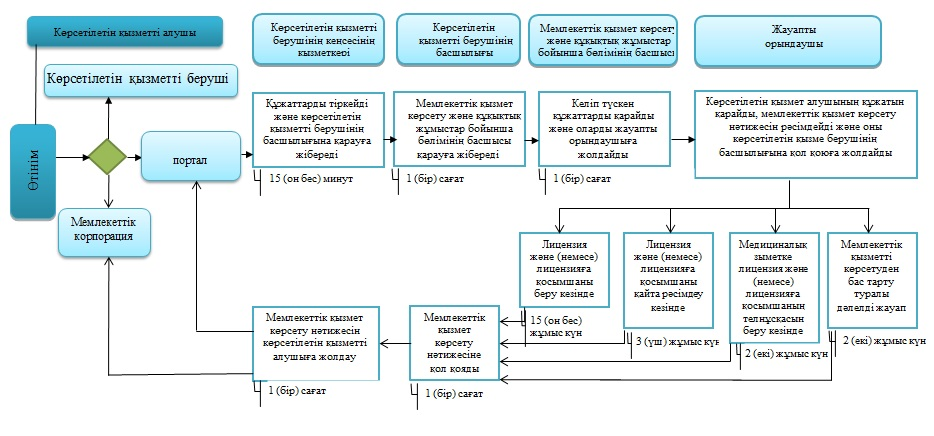 Көрсетілетін қызметті алушы
Көрсетілетін қызметті
берушінің кеңсесінің
қызметкері
Көрсетілетін
қызметті берушінің
басшылығы
Мемлекеттік қызмет көрсету
және құқықтық жұмыстар
бойынша бөлімінің басшысы
Жауапты
орындаушы
Көрсетілетін қызметті беруші
Өтінім
портал
Мемлекеттік
корпорация
Құжаттарды тіркейді
және көрсетілетін
қызметті берушінің
басшылығына қарауға
жібереді
15 (он бес) минут
Мемлекеттік қызмет
көрсету және құқықтық
жұмыстар бойынша
бөлімінің басшысы
қарауға жібереді
1 (бір) сағат
Келіп түскен
құжаттарды қарайды
және оларды жауапты
орындаушыға
жолдайды
1 (бір) сағат
Көрсетілетін қызмет алушының құжатын
қарайды, мемлекеттік қызмет көрсету
нәтижесін рәсімдейді және оны
көрсетілетін қызме берушінің
басшылығына қол қоюға жолдайды
Лицензия
және (немесе)
лицензияға
қосымшаны
беру кезінде
15 (он бес)
жұмыс күн
Лицензия
және (немесе)
лицензияға
қосымшаны
қайта рәсімдеу
кезінде
3 (үш) жұмыс күн
Медициналық
зыметке
лицензия және
(немесе)
лицензияға
қосымшаның
телнұсқасын
беру кезінде
2 (екі) жұмыс күн
Мемлекеттік
қызметті
көрсетуден
бас тарту
туралы
дәлелді жауап
2 (екі) жұмыс күн
Мемлекеттік қызмет
көрсету нәтижесін
көрсетілетін қызметті
алушыға жолдау
1 (бір) сағат
Мемлекеттік
қызмет
көрсету
нәтижесіне
қол қояды
1 (бір) сағат